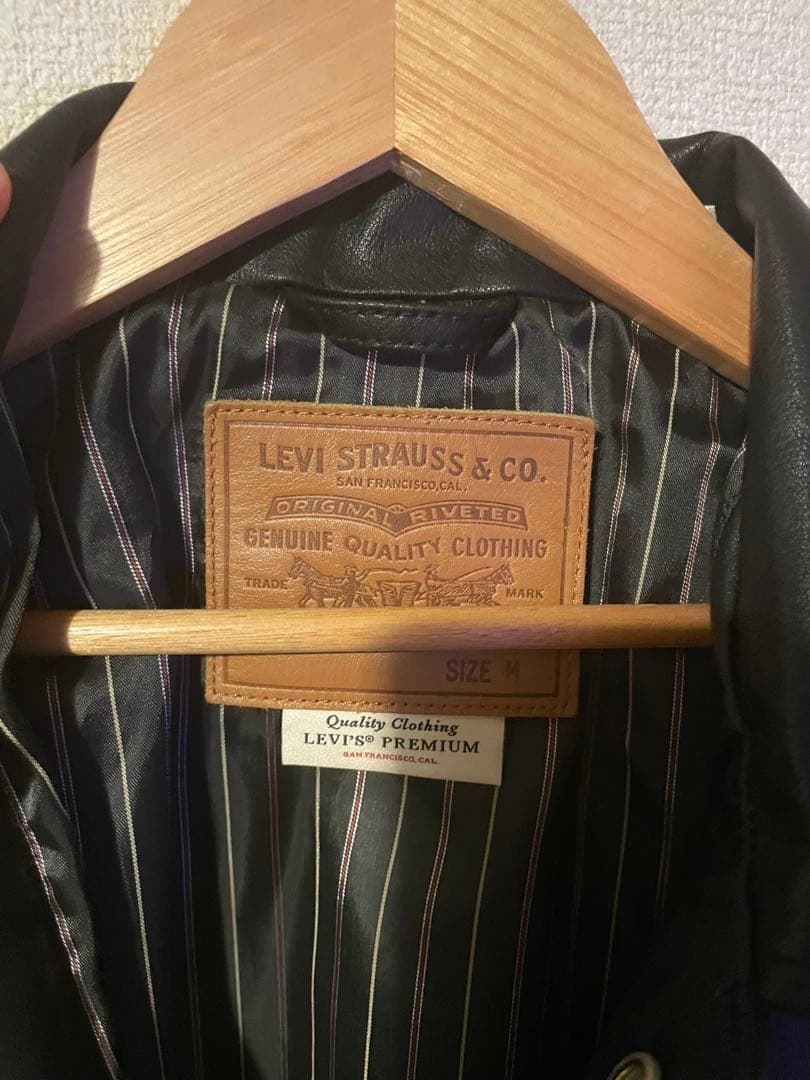 LEVI STRAUSS & CO.
SAN FRANCISCO, CAL.
ORIGINAL RIVETED
GENUINE QUALITY CLOTHING
TRADE MARK
SIZE M
Quality Clothing
LEVI'S® PREMIUM
SAN FRANCISCO, CAL.